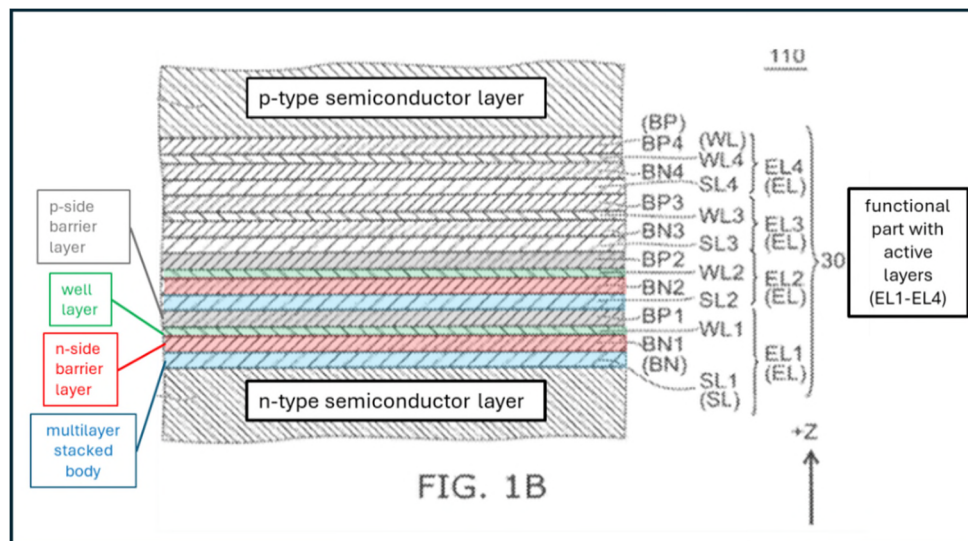 110
p-type semiconductor layer
(BP)
BP4
(WL)
WL4
BN4
SL4
EL4
(EL)
BP3
WL3
BN3
SL3
EL3
(EL)
BP2
WL2
BN2
SL2
EL2
(EL)
BP1
WL1
BN1
(BN)
SL1
(SL)
EL1
(EL)
30
functional
part with
active
layers
(EL1-EL4)
p-side
barrier
layer
well
layer
n-side
barrier
layer
multilayer
stacked
body
n-type semiconductor layer
+Z
FIG. 1B